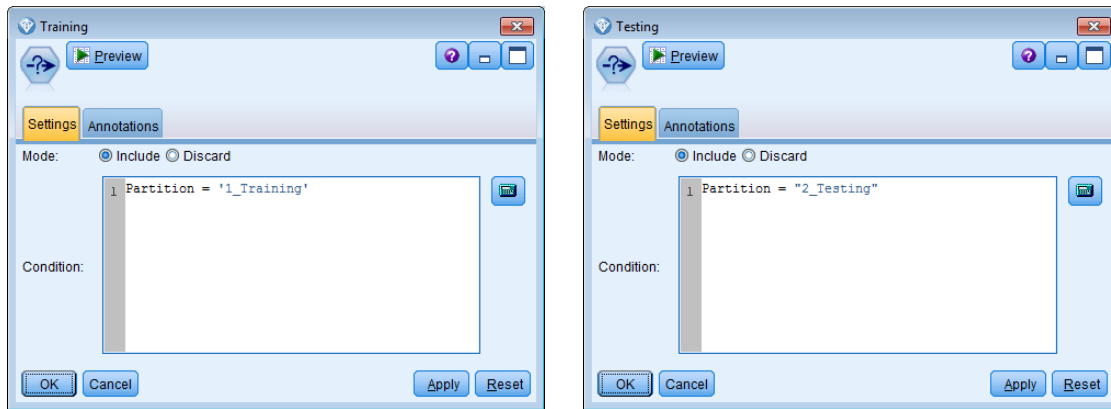 Training
Preview
Settings Annotations
Mode: Include Discard
1 Partition = '1_Training'
Condition:
OK Cancel Apply Reset
Testing
Preview
Settings Annotations
Mode: Include Discard
1 Partition = "2_Testing"
Condition:
OK Cancel Apply Reset